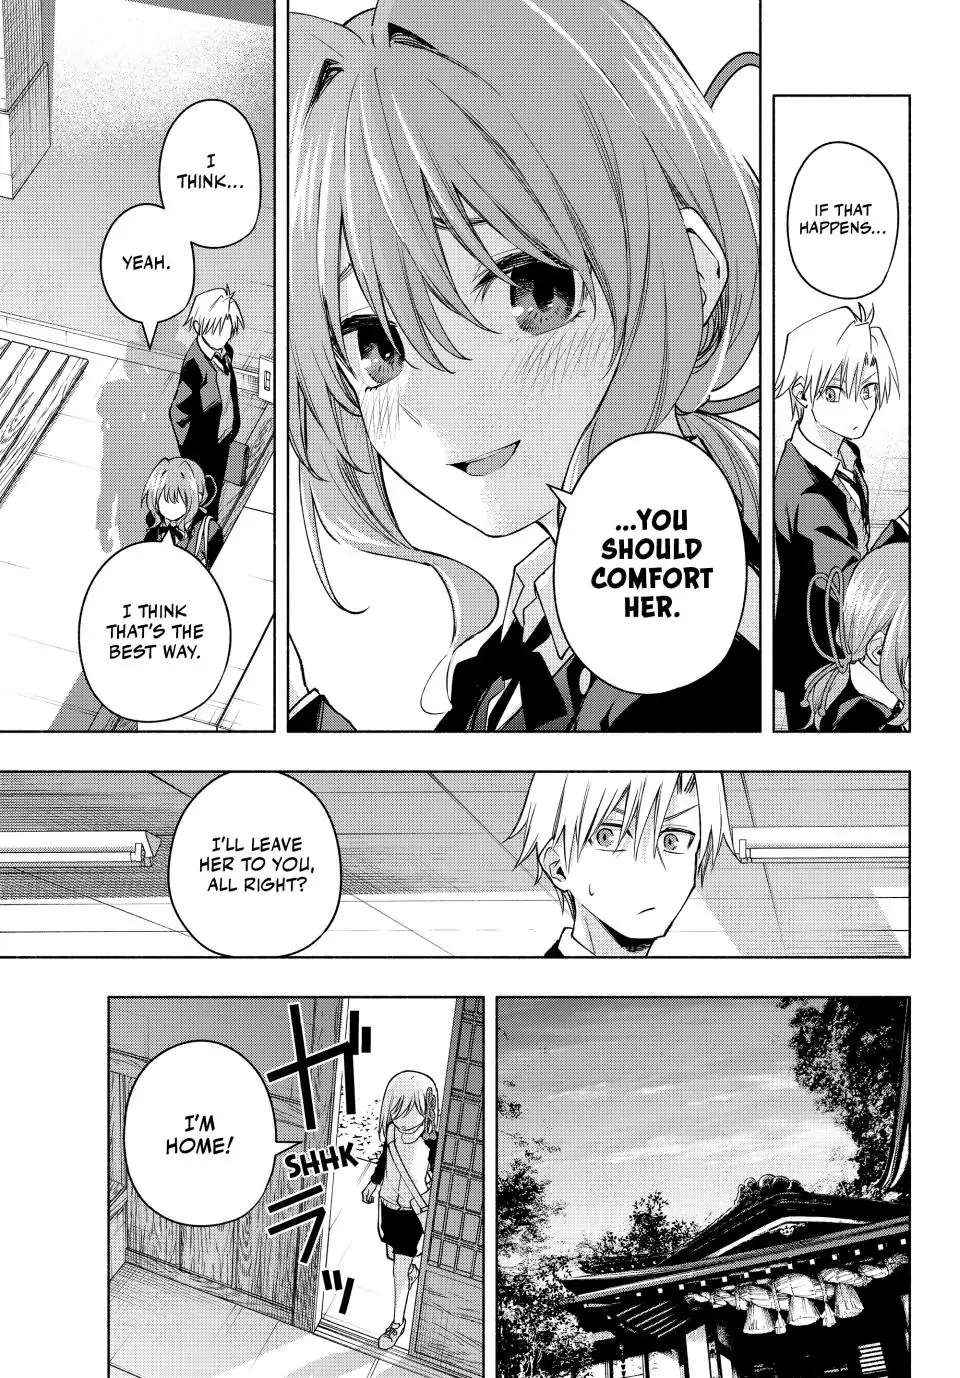 IF THAT
HAPPENS...
...YOU
SHOULD
COMFORT
HER.
I
THINK...
YEAH.
I THINK
THAT'S THE
BEST WAY.
I'LL LEAVE
HER TO YOU,
ALL RIGHT?
I'M
HOME!
ガラッ
SHHK